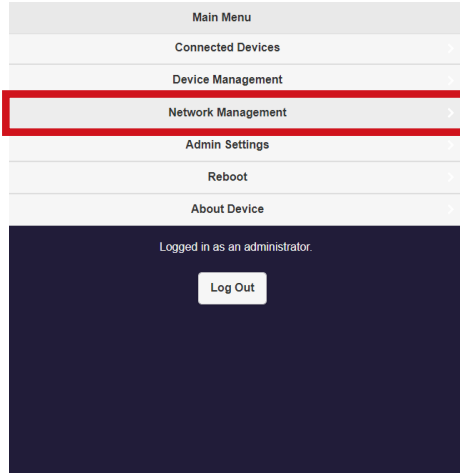 Main Menu
Connected Devices
Device Management
Network Management
Admin Settings
Reboot
About Device
Logged in as an administrator.
Log Out